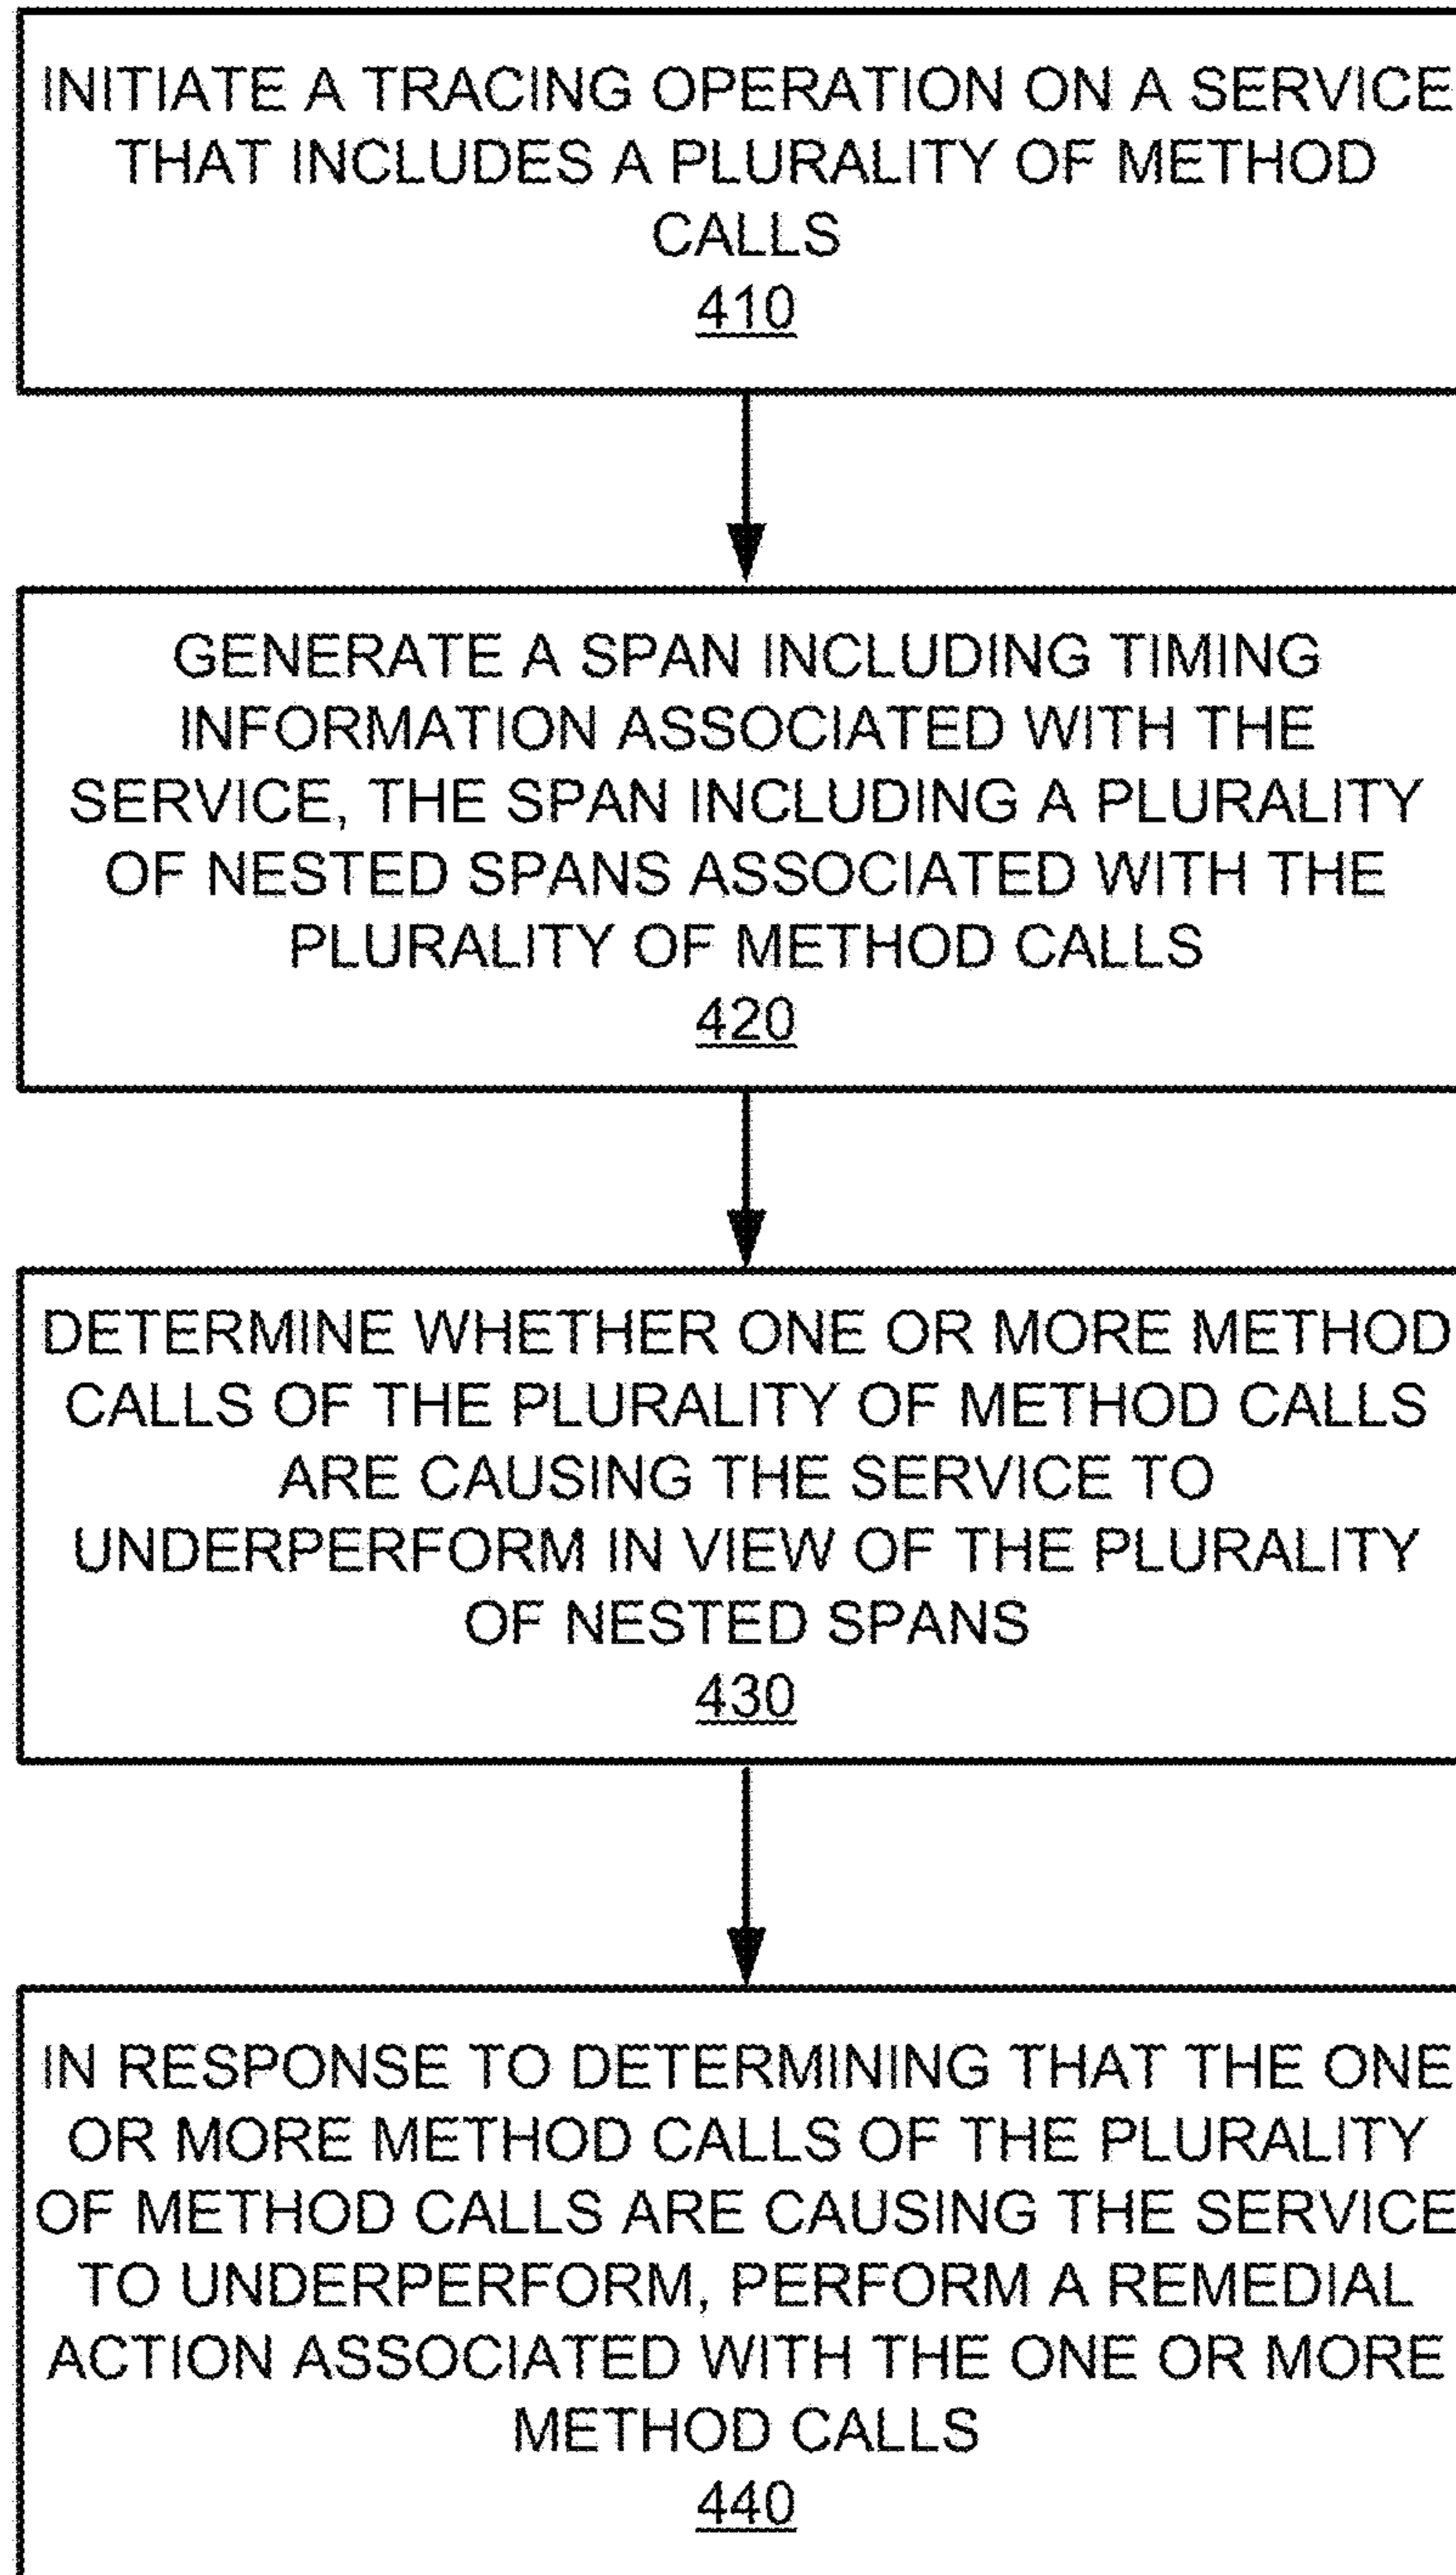 INITIATE A TRACING OPERATION ON A SERVICE
THAT INCLUDES A PLURALITY OF METHOD
CALLS
410
GENERATE A SPAN INCLUDING TIMING
INFORMATION ASSOCIATED WITH THE
SERVICE, THE SPAN INCLUDING A PLURALITY
OF NESTED SPANS ASSOCIATED WITH THE
PLURALITY OF METHOD CALLS
420
DETERMINE WHETHER ONE OR MORE METHOD
CALLS OF THE PLURALITY OF METHOD CALLS
ARE CAUSING THE SERVICE TO
UNDERPERFORM IN VIEW OF THE PLURALITY
OF NESTED SPANS
430
IN RESPONSE TO DETERMINING THAT THE ONE
OR MORE METHOD CALLS OF THE PLURALITY
OF METHOD CALLS ARE CAUSING THE SERVICE
TO UNDERPERFORM, PERFORM A REMEDIAL
ACTION ASSOCIATED WITH THE ONE OR MORE
METHOD CALLS
440